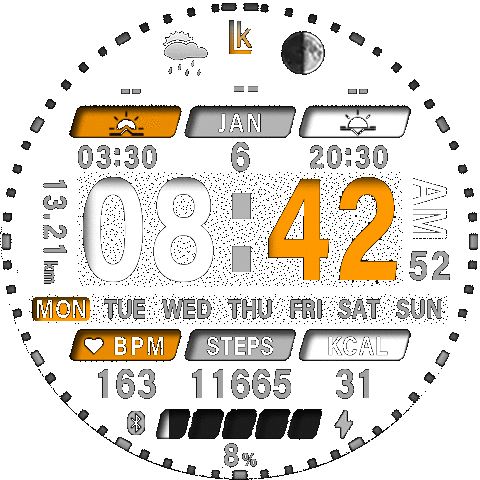 Lk
-- -- --
JAN
03:30 6 20:30
13.21 km
08:42
AM
52
MON TUE WED THU FRI SAT SUN
BPM STEPS KCAL
163 11665 31
8%